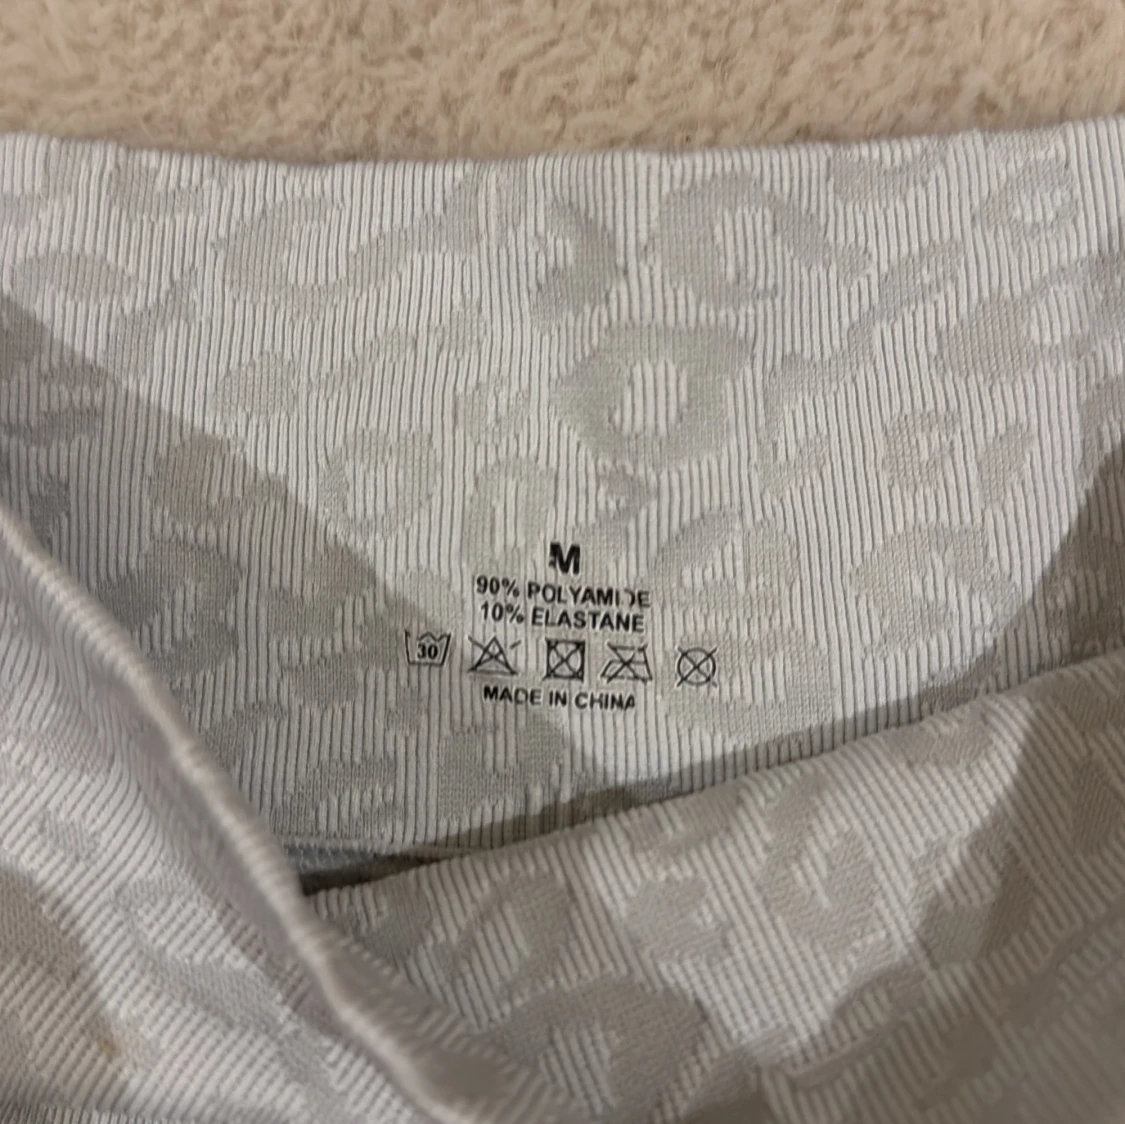 M
90% POLYAMIDE
10% ELASTANE
30
MADE IN CHINA